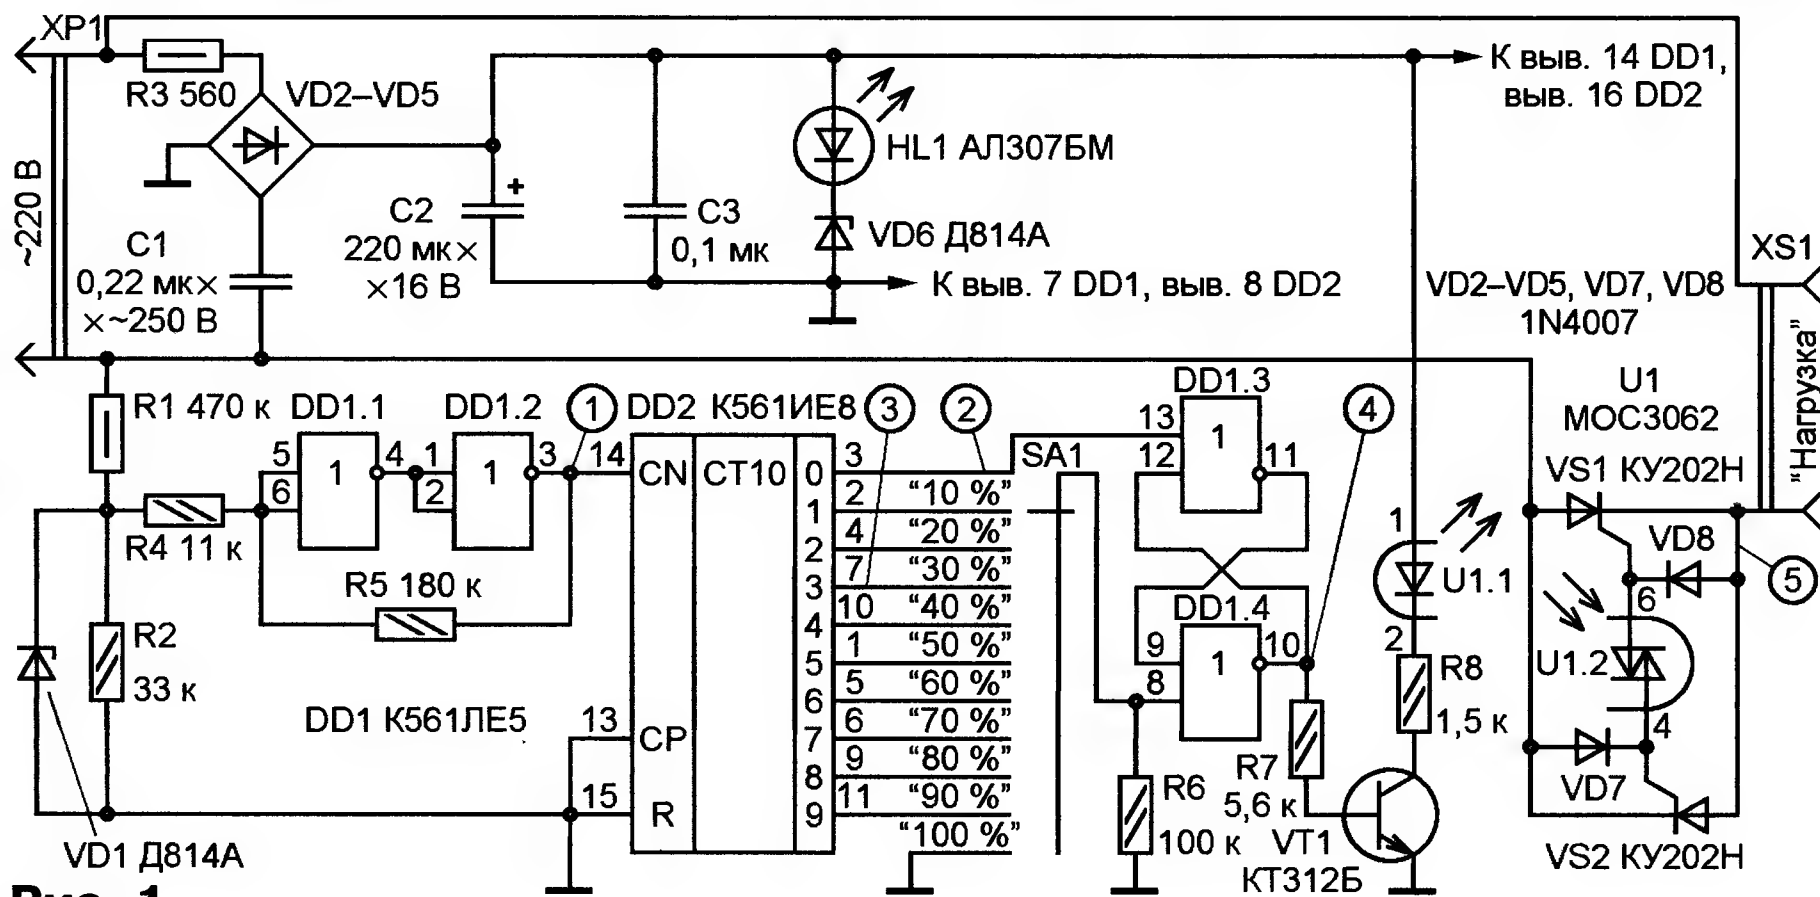 XP1
R3 560
VD2–VD5
~220 В
C1
0,22 мк×
×~250 В
+
C2
220 мк×
×16 В
C3
0,1 мк
HL1 АЛ307БМ
VD6 Д814А
К выв. 14 DD1,
выв. 16 DD2
К выв. 7 DD1, выв. 8 DD2
XS1
VD2–VD5, VD7, VD8
1N4007
"Нагрузка"
R1 470 к
R4 11 к
R2
33 к
VD1 Д814А
DD1.1
5
6
1
4
DD1.2
1
2
1
3
R5 180 к
DD1 К561ЛЕ5
1
DD2 К561ИЕ8
3
2
14
13
15
CN
CP
R
CT10
0
1
2
3
4
5
6
7
8
9
3
2
4
7
10
1
5
6
9
11
"10 %"
"20 %"
"30 %"
"40 %"
"50 %"
"60 %"
"70 %"
"80 %"
"90 %"
"100 %"
SA1
DD1.3
13
12
1
11
4
DD1.4
9
8
1
10
R6
100 к
R7
5,6 к
VT1
КТ312Б
1
U1.1
2
R8
1,5 к
U1
MOC3062
VS1 КУ202Н
VD8
5
6
U1.2
4
VD7
VS2 КУ202Н
Рис. 1